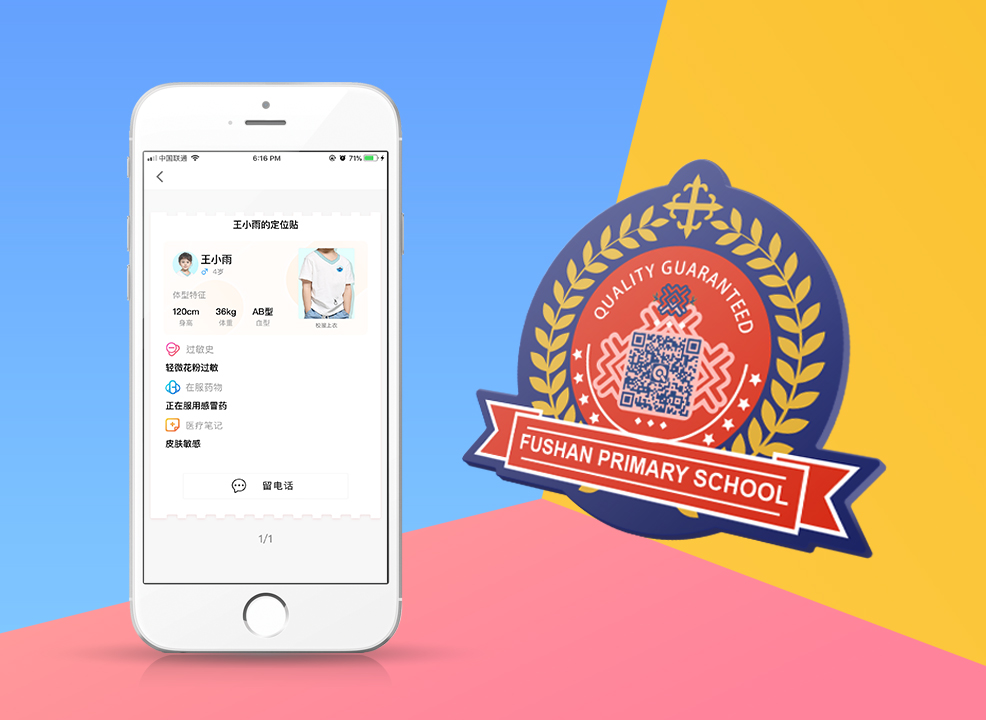 中国联通
6:16 PM
71%
王小雨的定位贴
王小雨
4岁
体型特征
120cm
36kg
AB型
身高
体重
血型
校服上衣
过敏史
轻微花粉过敏
在服药物
正在服用感冒药
医疗笔记
皮肤敏感
留电话
1/1
QUALITY GUARANTEED
FUSHAN PRIMARY SCHOOL